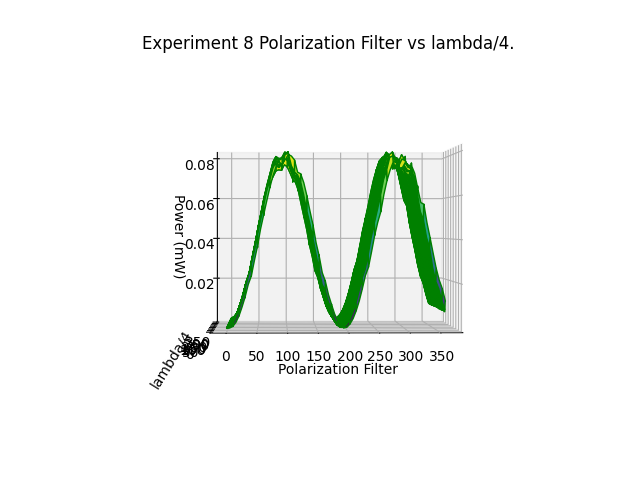 Experiment 8 Polarization Filter vs lambda/4.
0.08
0.06
0.04
0.02
Power (mW)
lambda/4
0 50 100 150 200 250 300 350
Polarization Filter